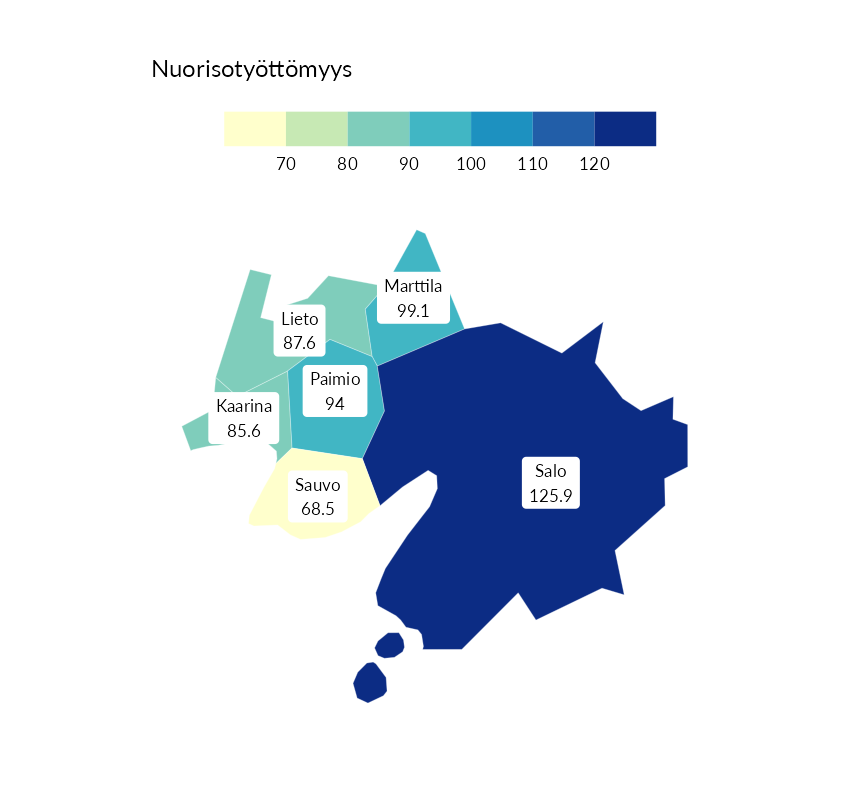 Nuorisotyöttömyys
70 80 90 100 110 120
Marttila
99.1
Lieto
87.6
Paimio
94
Kaarina
85.6
Salo
125.9
Sauvo
68.5